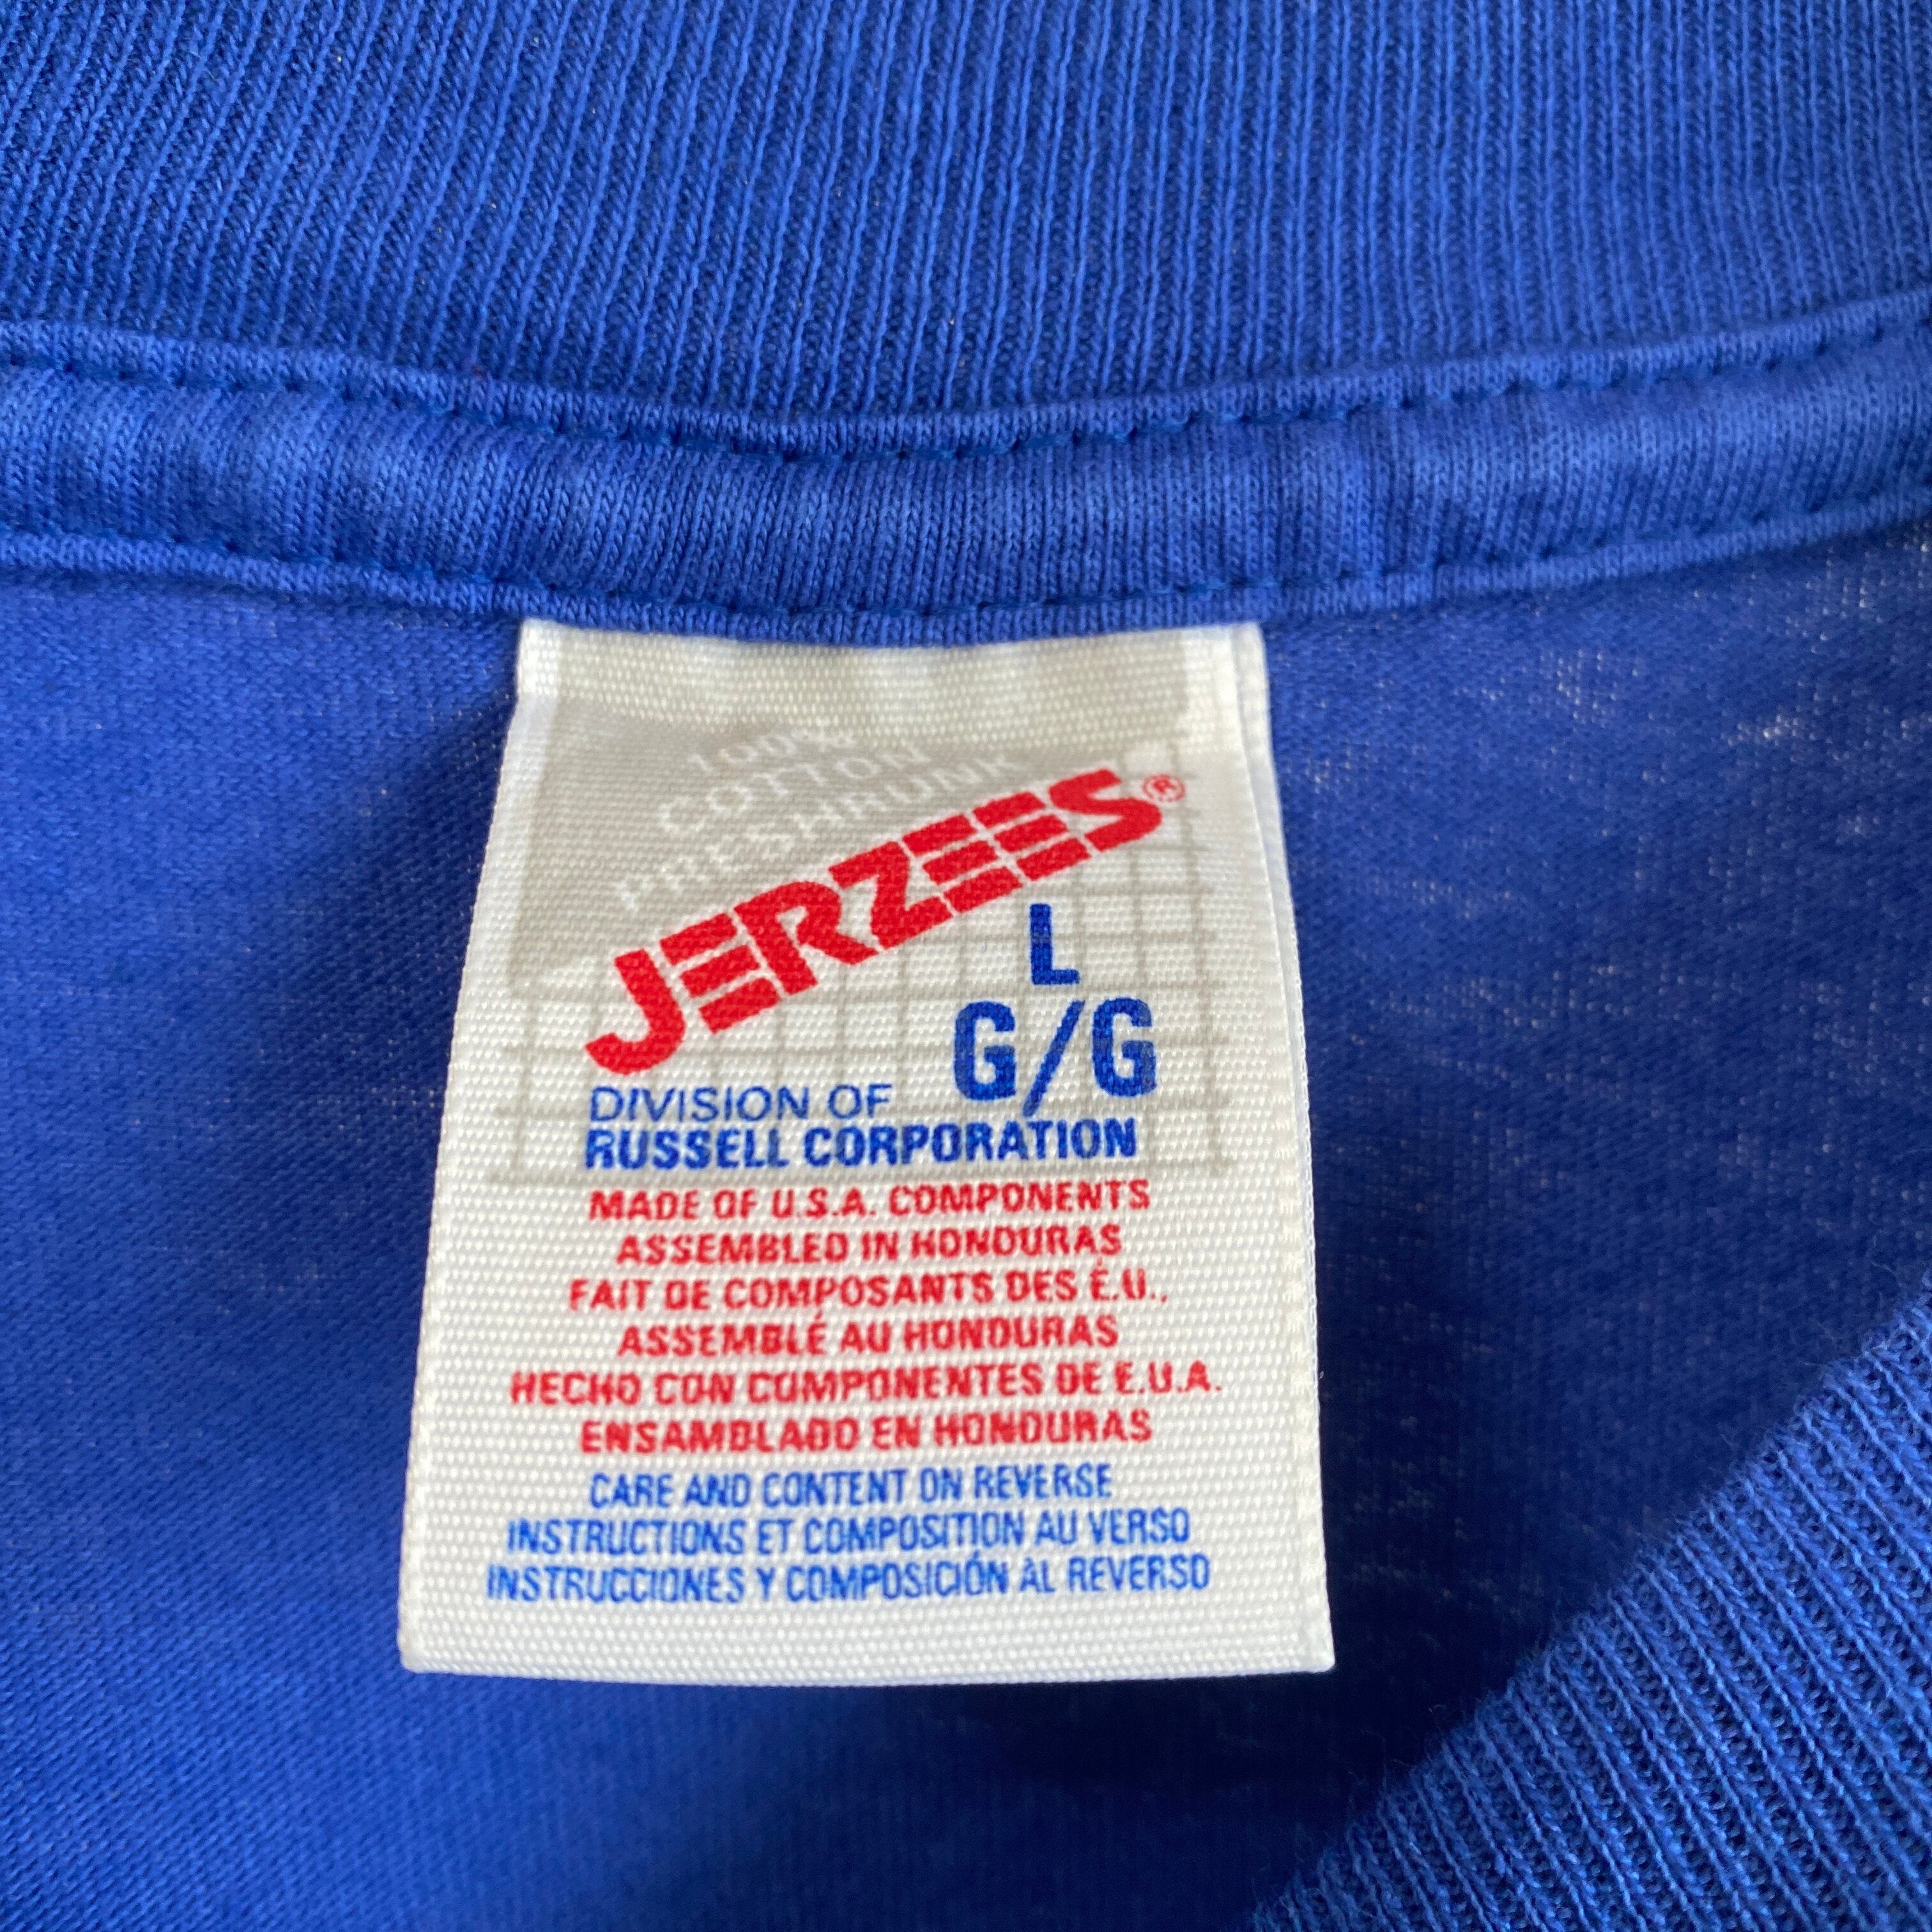 100%
COTTON
PRESHRUNK
JERZEES®
L
G/G
DIVISION OF
RUSSELL CORPORATION
MADE OF U.S.A. COMPONENTS
ASSEMBLED IN HONDURAS
FAIT DE COMPOSANTS DES É.U.,
ASSEMBLÉ AU HONDURAS
HECHO CON COMPONENTES DE E.U.A.
ENSAMBLADO EN HONDURAS
CARE AND CONTENT ON REVERSE
INSTRUCTIONS ET COMPOSITION AU VERSO
INSTRUCCIONES Y COMPOSICIÓN AL REVERSO